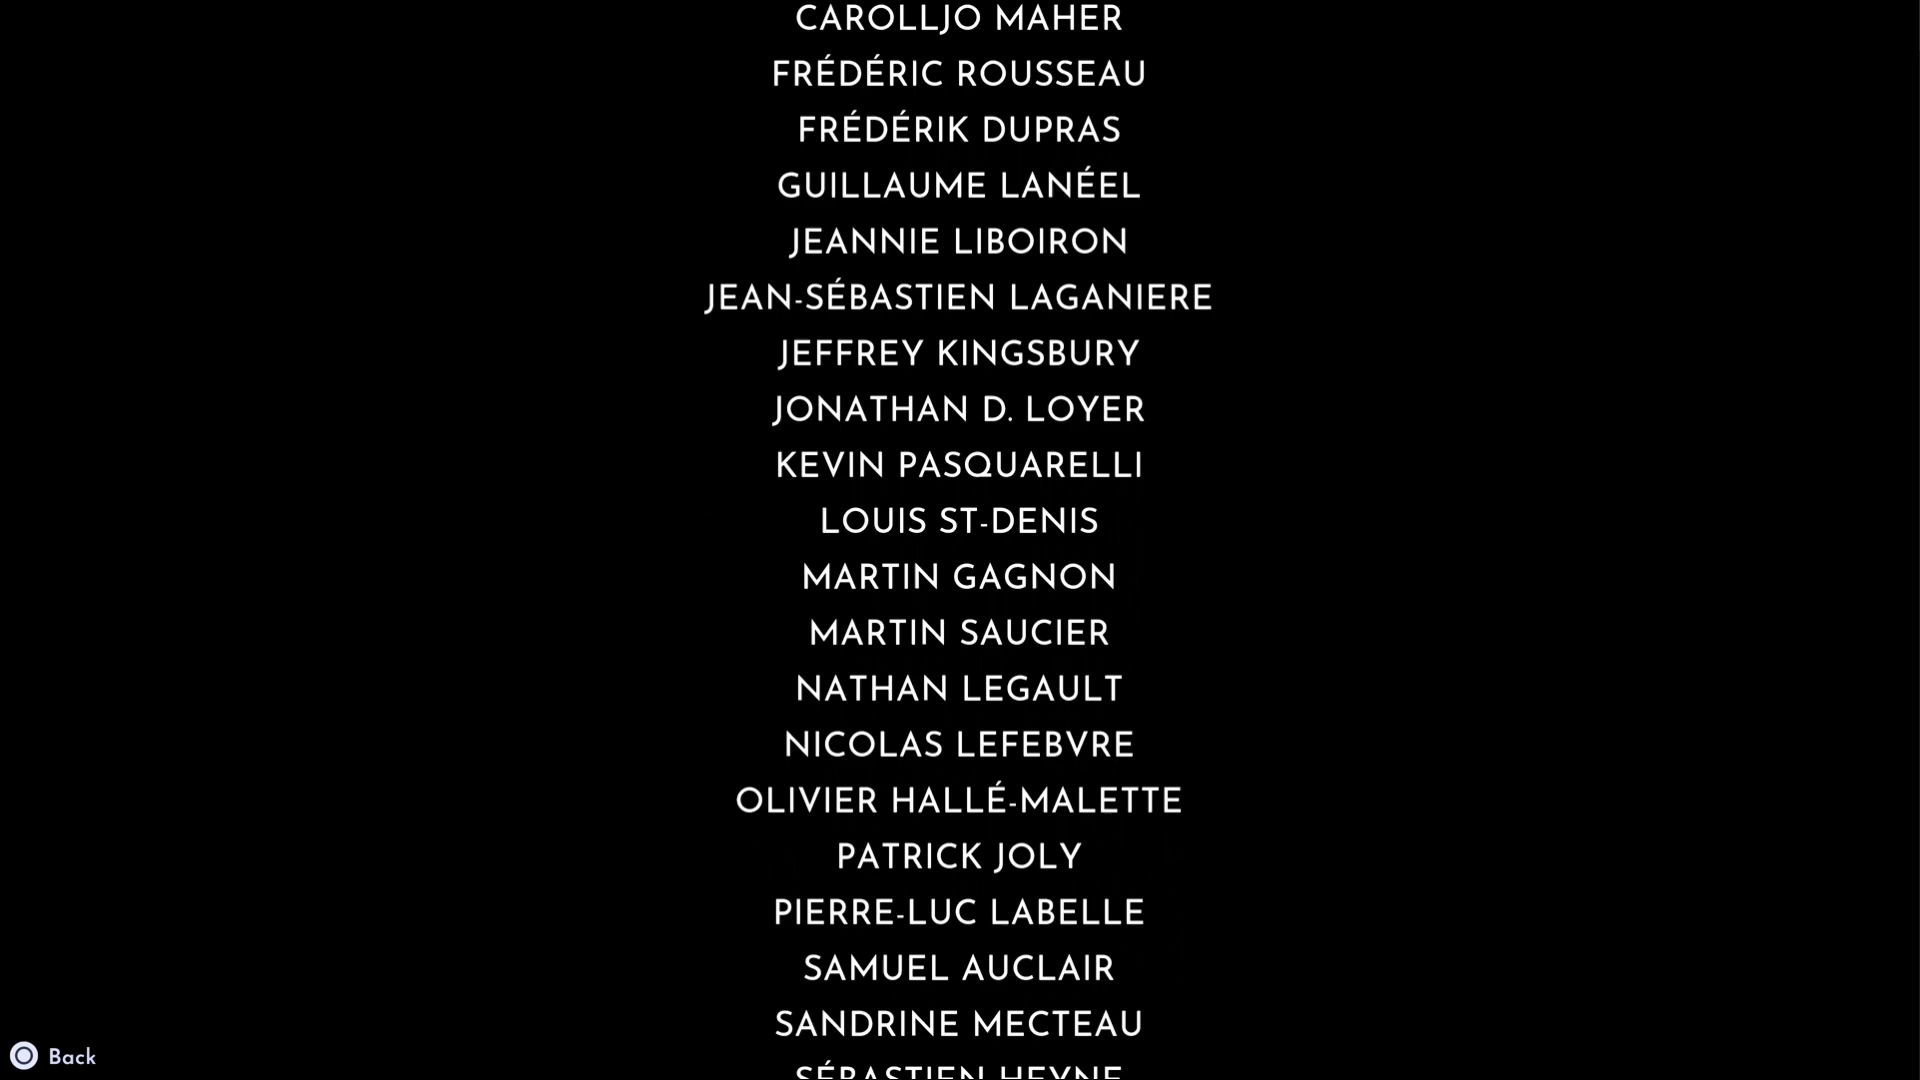 CAROLLJO MAHER
FRÉDÉRIC ROUSSEAU
FRÉDÉRIK DUPRAS
GUILLAUME LANÉEL
JEANNIE LIBOIRON
JEAN-SÉBASTIEN LAGANIERE
JEFFREY KINGSBURY
JONATHAN D. LOYER
KEVIN PASQUARELLI
LOUIS ST-DENIS
MARTIN GAGNON
MARTIN SAUCIER
NATHAN LEGAULT
NICOLAS LEFEBVRE
OLIVIER HALLÉ-MALETTE
PATRICK JOLY
PIERRE-LUC LABELLE
SAMUEL AUCLAIR
SANDRINE MECTEAU
SÉBASTIEN HEYNE
Back